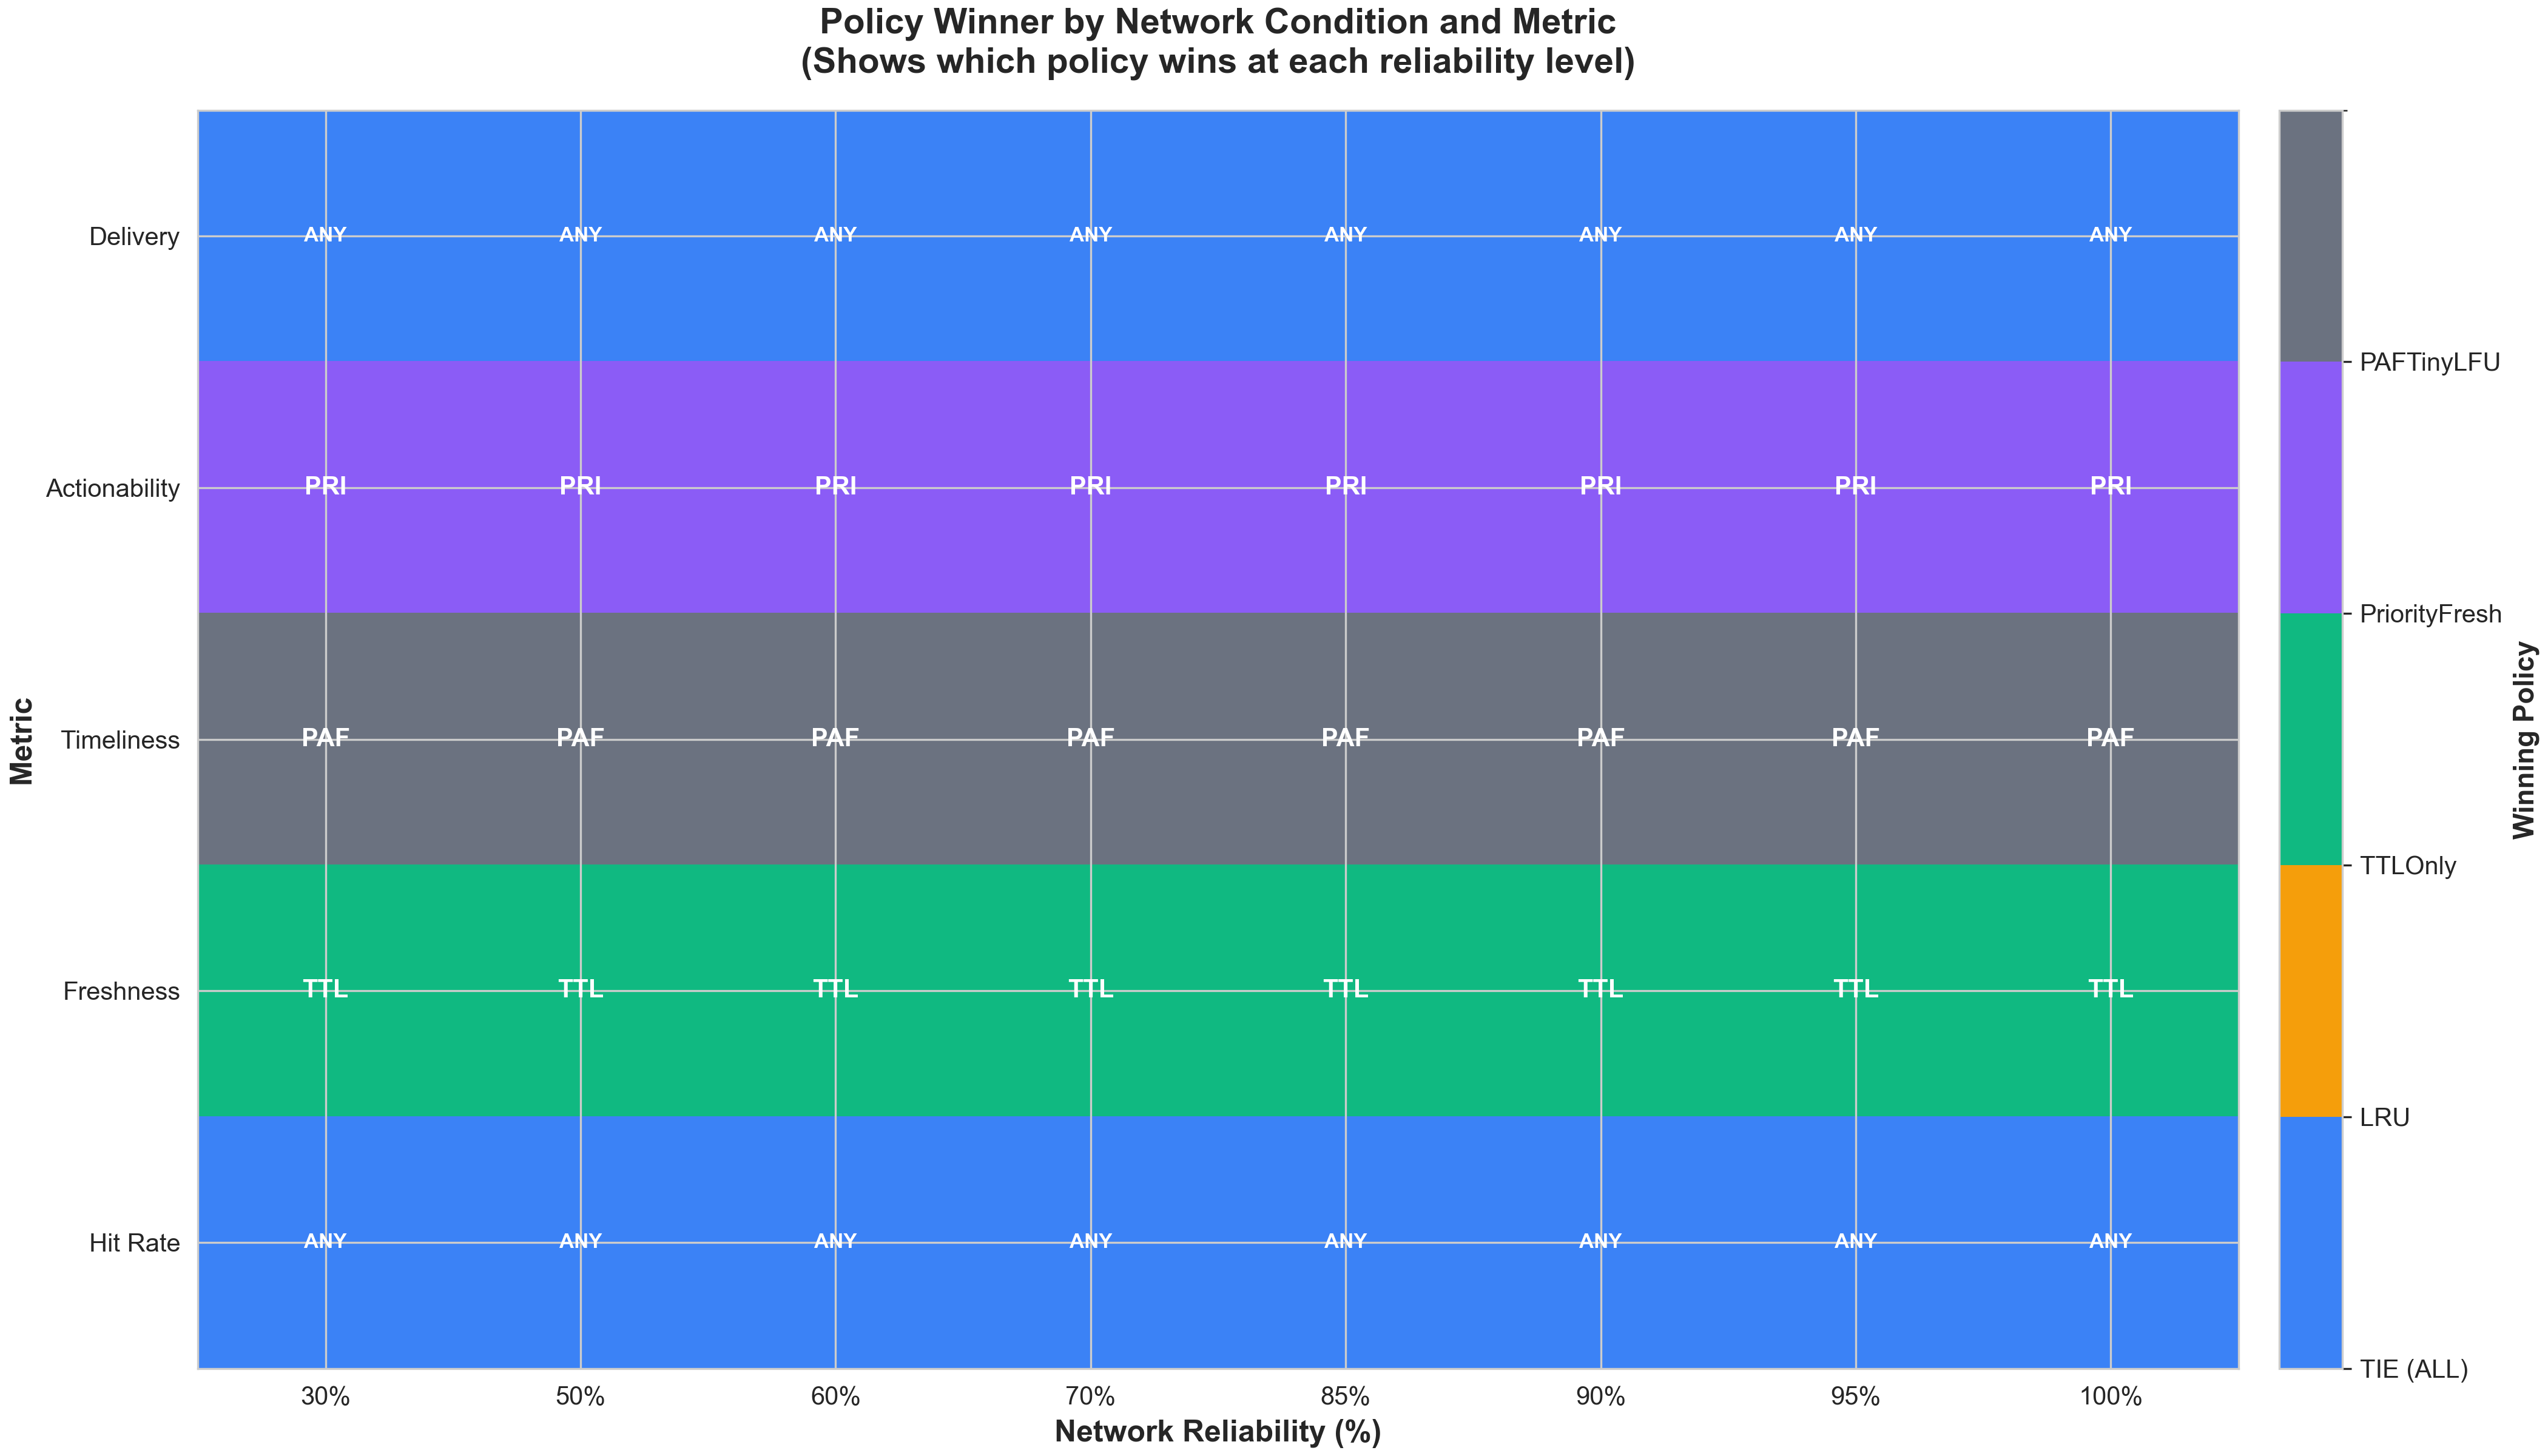 Policy Winner by Network Condition and Metric
(Shows which policy wins at each reliability level)
Metric
Delivery
ANY ANY ANY ANY ANY ANY ANY ANY
Actionability
PRI PRI PRI PRI PRI PRI PRI PRI
Timeliness
PAF PAF PAF PAF PAF PAF PAF PAF
Freshness
TTL TTL TTL TTL TTL TTL TTL TTL
Hit Rate
ANY ANY ANY ANY ANY ANY ANY ANY
30% 50% 60% 70% 85% 90% 95% 100%
Network Reliability (%)
PAFTinyLFU
PriorityFresh
TTLOnly
LRU
TIE (ALL)
Winning Policy